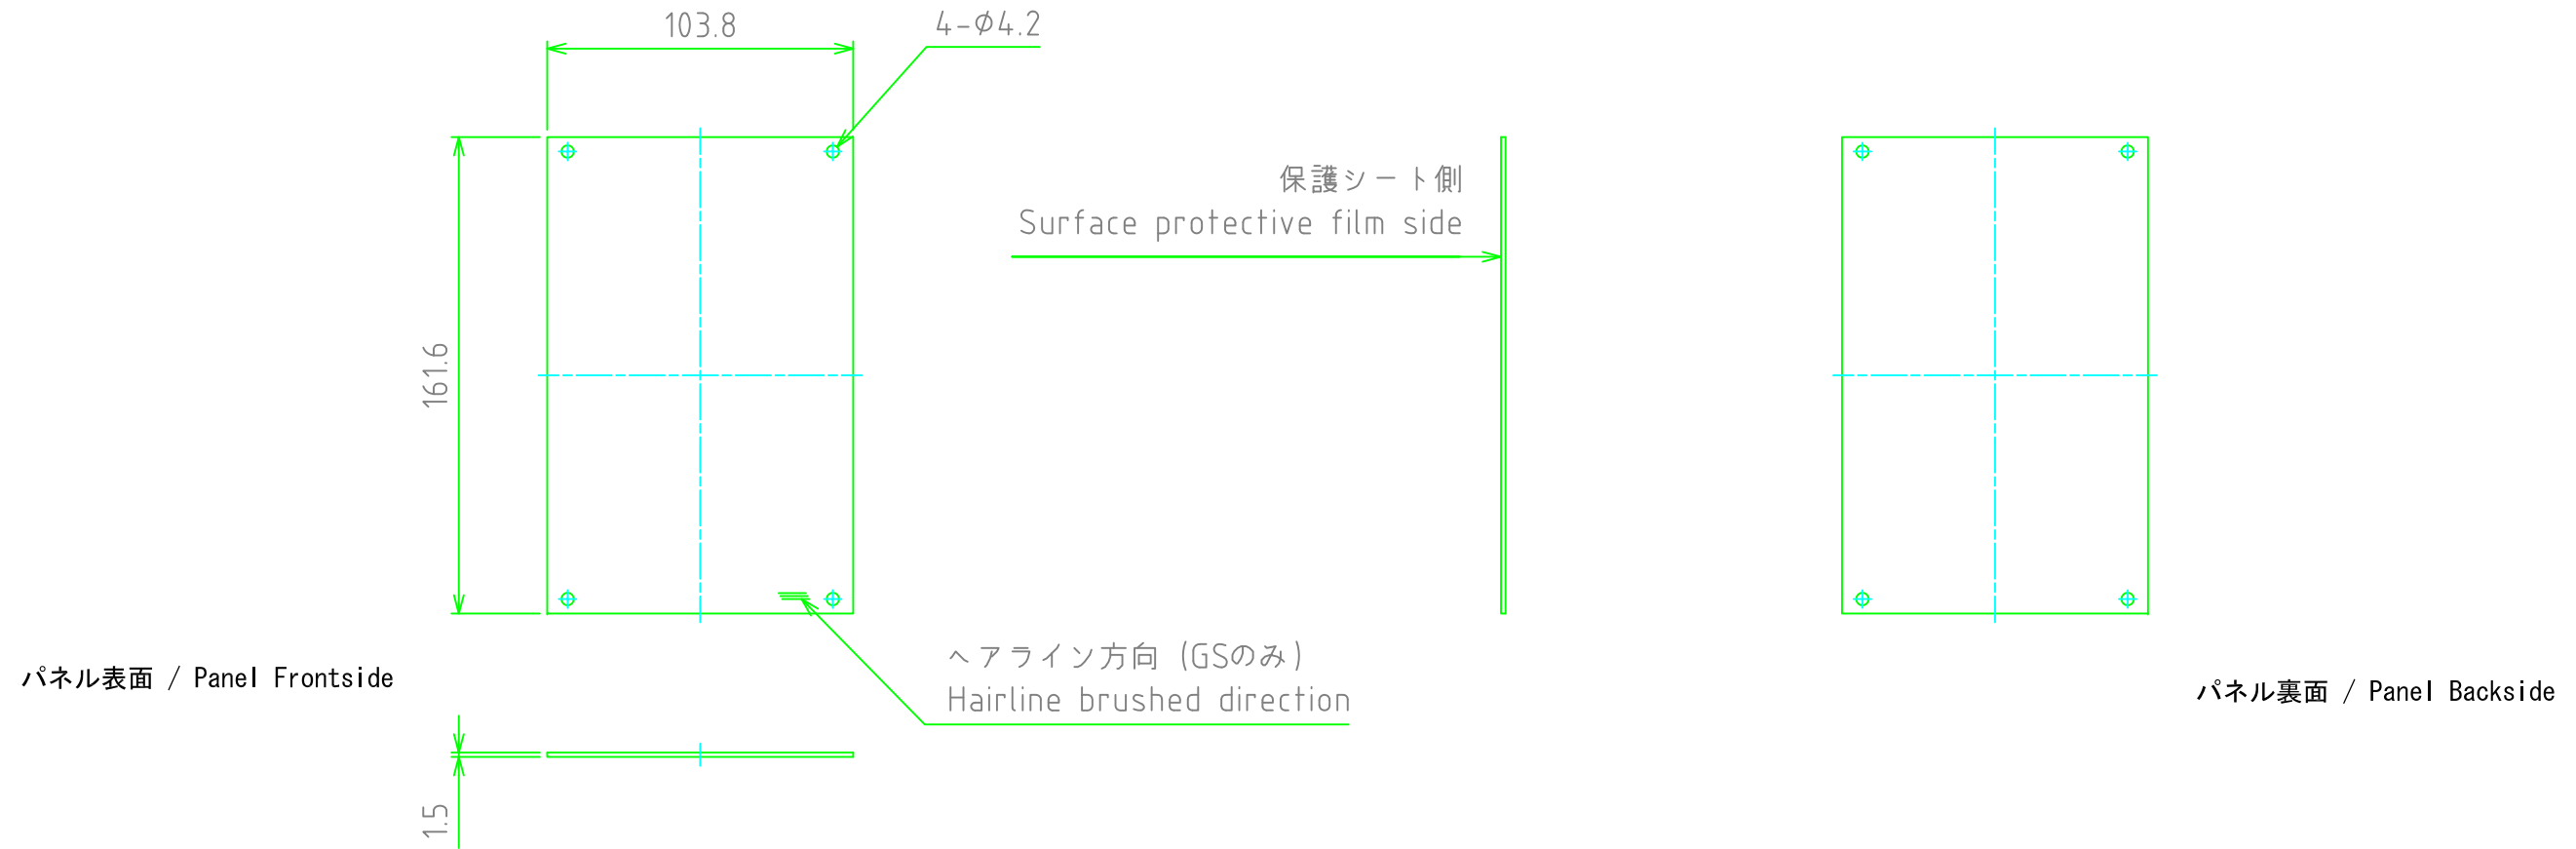 103.8
4-Φ4.2
保護シート側
Surface protective film side
161.6
ヘアライン方向 (GSのみ)
Hairline brushed direction
パネル表面 / Panel Frontside
パネル裏面 / Panel Backside
1.5